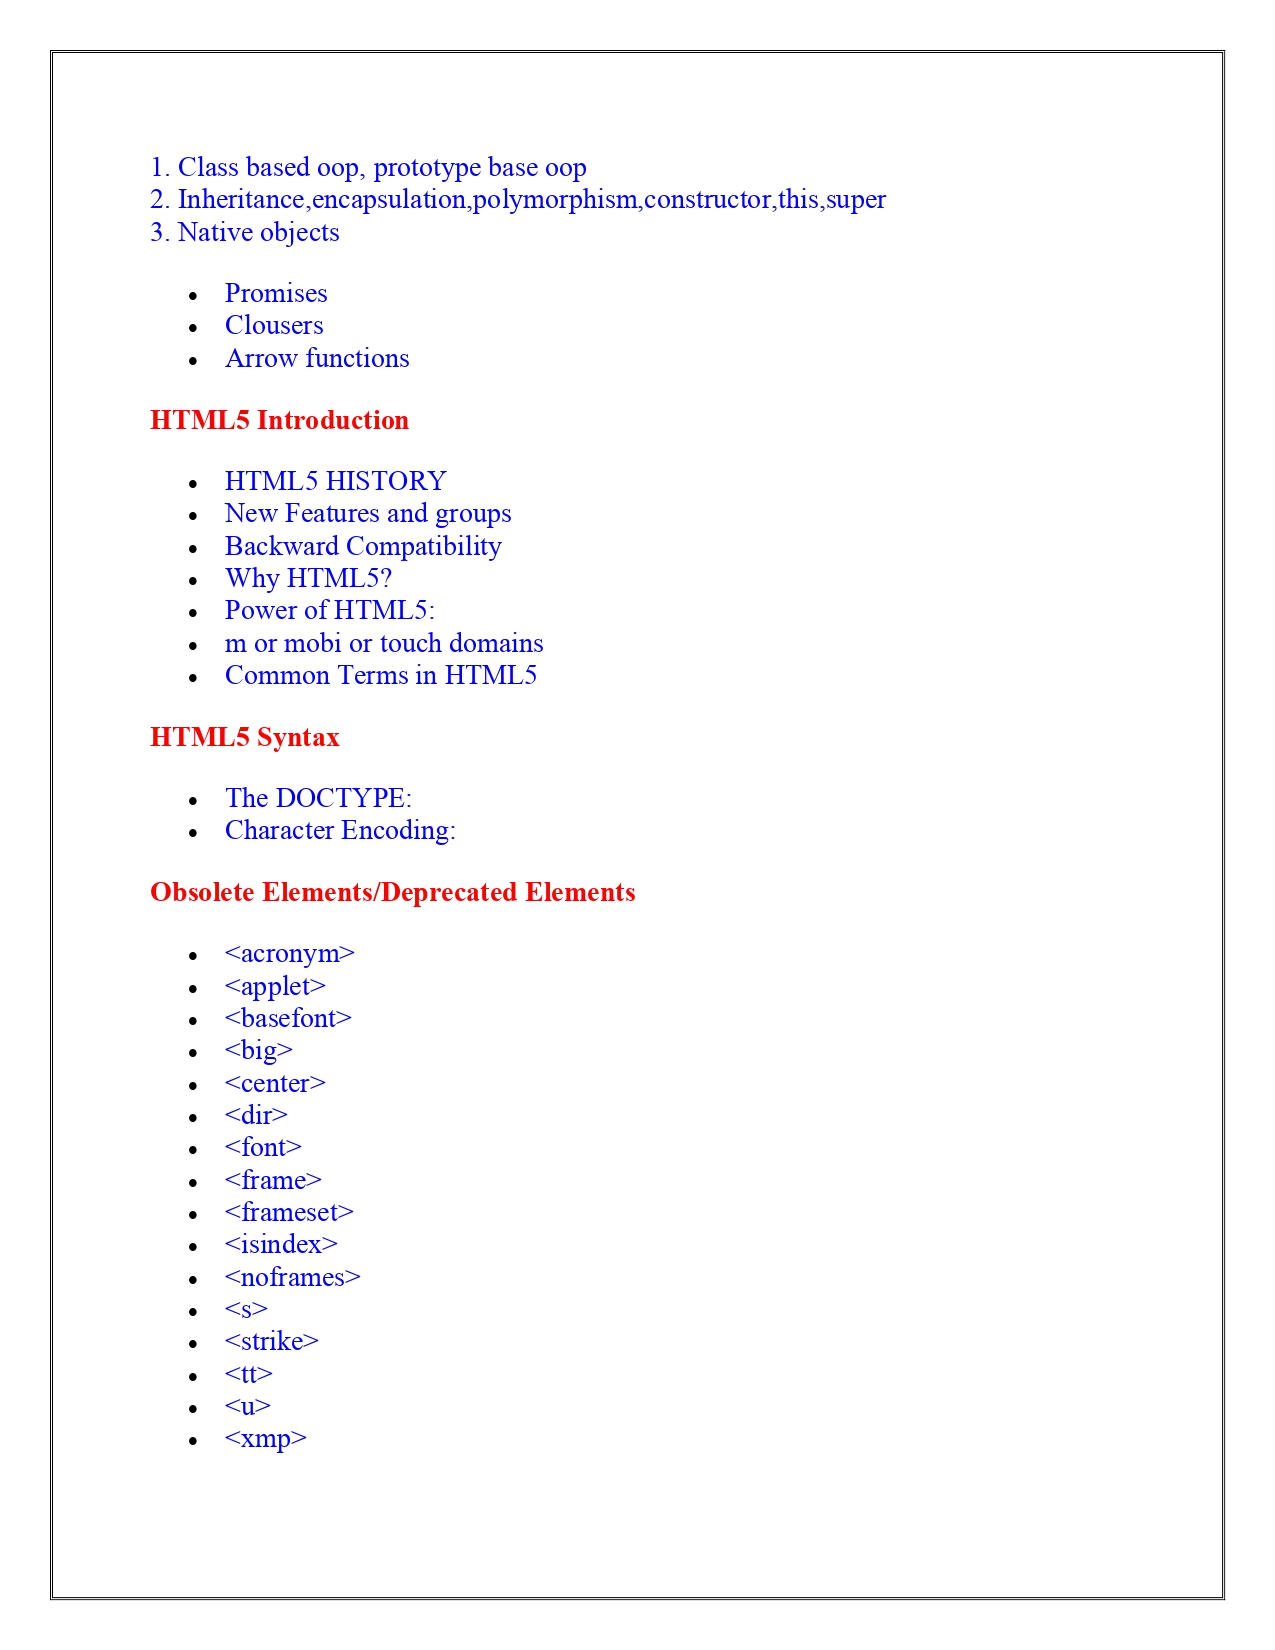 1. Class based oop, prototype base oop
2. Inheritance,encapsulation,polymorphism,constructor,this,super
3. Native objects
• Promises
• Clousers
• Arrow functions
HTML5 Introduction
• HTML5 HISTORY
• New Features and groups
• Backward Compatibility
• Why HTML5?
• Power of HTML5:
• m or mobi or touch domains
• Common Terms in HTML5
HTML5 Syntax
• The DOCTYPE:
• Character Encoding:
Obsolete Elements/Deprecated Elements
• <acronym>
• <applet>
• <basefont>
• <big>
• <center>
• <dir>
• <font>
• <frame>
• <frameset>
• <isindex>
• <noframes>
• <s>
• <strike>
• <tt>
• <u>
• <xmp>